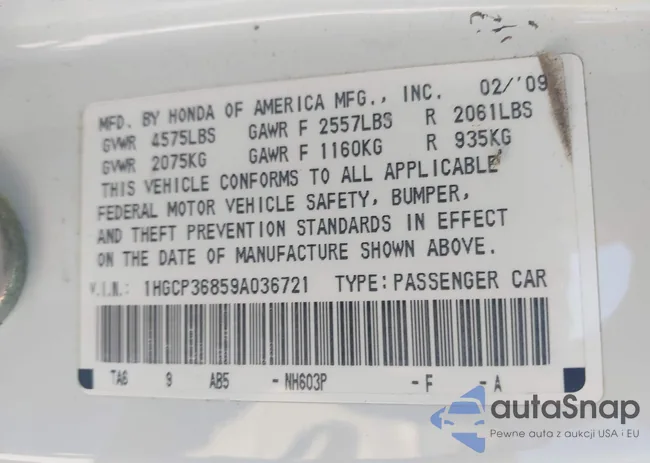 MFD. BY HONDA OF AMERICA MFG., INC. 02/'09
GVWR 4575LBS GAWR F 2557LBS R 2061LBS
GVWR 2075KG GAWR F 1160KG R 935KG
THIS VEHICLE CONFORMS TO ALL APPLICABLE
FEDERAL MOTOR VEHICLE SAFETY, BUMPER,
AND THEFT PREVENTION STANDARDS IN EFFECT
ON THE DATE OF MANUFACTURE SHOWN ABOVE.
V.I.N.: 1HGCP36859A036721 TYPE: PASSENGER CAR
TA6 9 AB5 - NH603P - F - A
autaSnap
Pewne auta z aukcji USA i EU